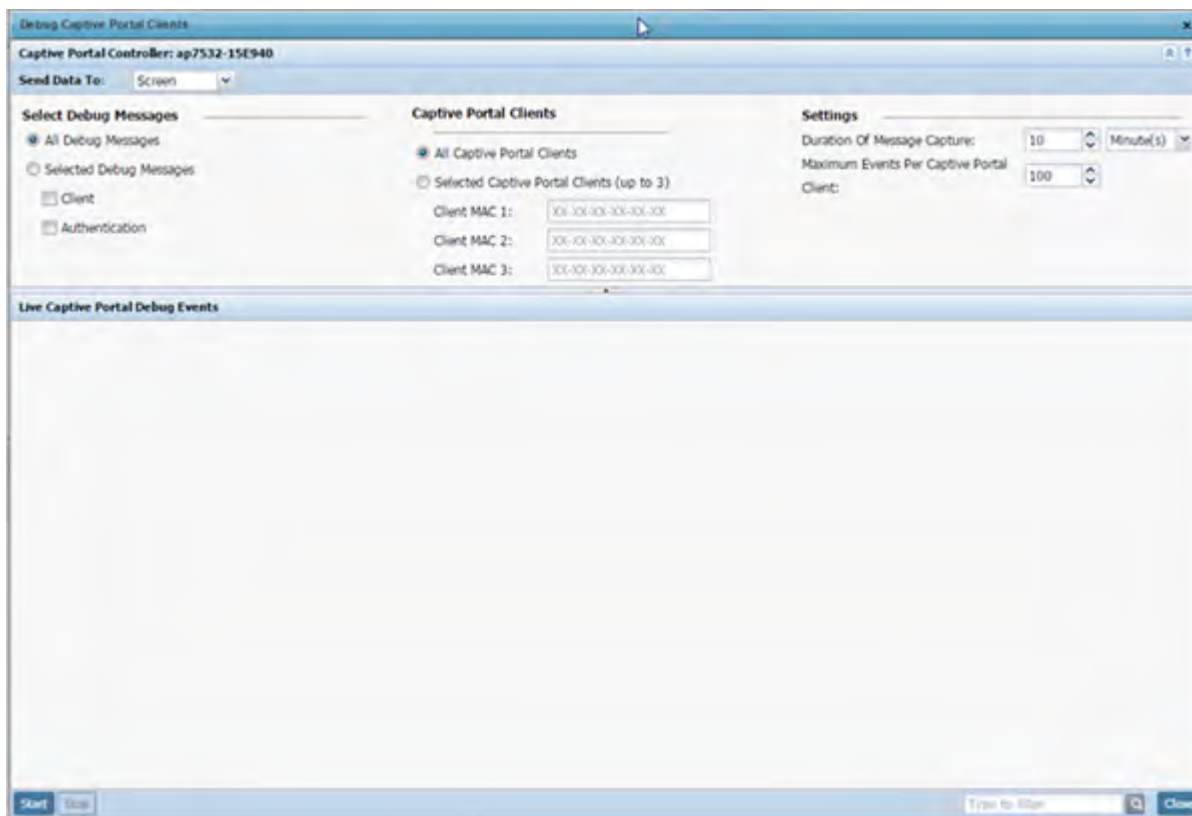 Debug Captive Portal Clients
Captive Portal Controller: ap7532-15E940
Send Data To: Screen
Select Debug Messages
All Debug Messages
Selected Debug Messages
Client
Authentication
Captive Portal Clients
All Captive Portal Clients
Selected Captive Portal Clients (up to 3)
Client MAC 1: XX-XX-XX-XX-XX-XX
Client MAC 2: XX-XX-XX-XX-XX-XX
Client MAC 3: XX-XX-XX-XX-XX-XX
Settings
Duration Of Message Capture: 10 Minute(s)
Maximum Events Per Captive Portal
Client: 100
Live Captive Portal Debug Events
Start Stop Type to filter Close